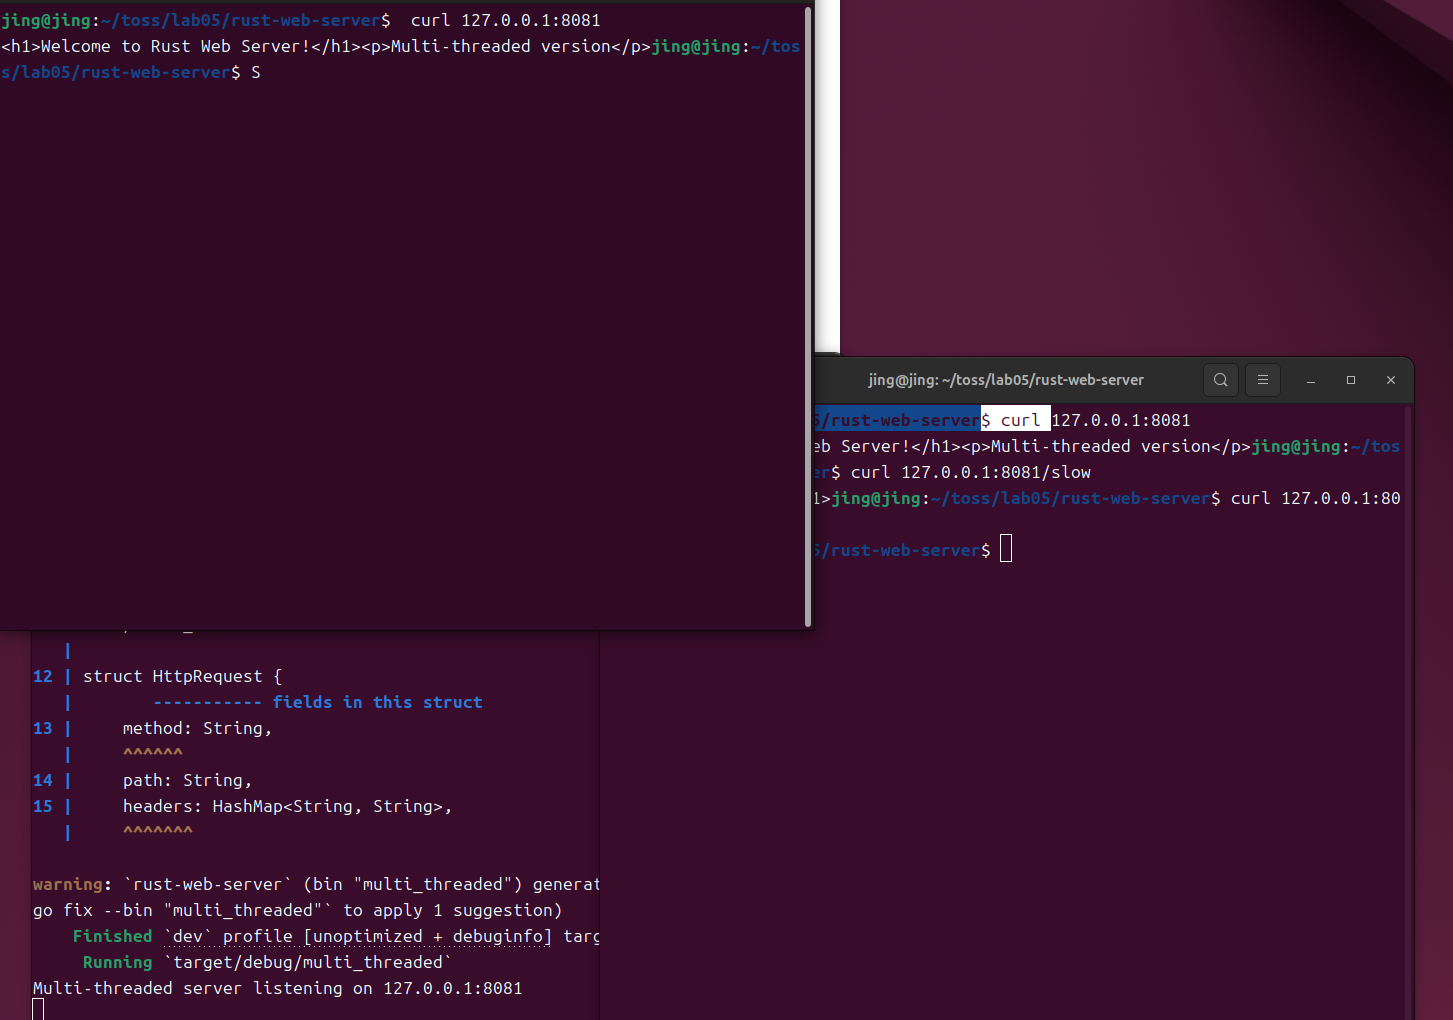 jing@jing:~/toss/lab05/rust-web-server$  curl 127.0.0.1:8081
<h1>Welcome to Rust Web Server!</h1><p>Multi-threaded version</p>jing@jing:~/tos
s/lab05/rust-web-server$ S
jing@jing: ~/toss/lab05/rust-web-server
5/rust-web-server$ curl 127.0.0.1:8081
eb Server!</h1><p>Multi-threaded version</p>jing@jing:~/tos
er$ curl 127.0.0.1:8081/slow
1>jing@jing:~/toss/lab05/rust-web-server$ curl 127.0.0.1:80
5/rust-web-server$
|
12 | struct HttpRequest {
|        ----------- fields in this struct
13 |     method: String,
|     ^^^^^^
14 |     path: String,
15 |     headers: HashMap<String, String>,
|     ^^^^^^^
warning: `rust-web-server` (bin "multi_threaded") generat
go fix --bin "multi_threaded"` to apply 1 suggestion)
Finished `dev` profile [unoptimized + debuginfo] targ
Running `target/debug/multi_threaded`
Multi-threaded server listening on 127.0.0.1:8081